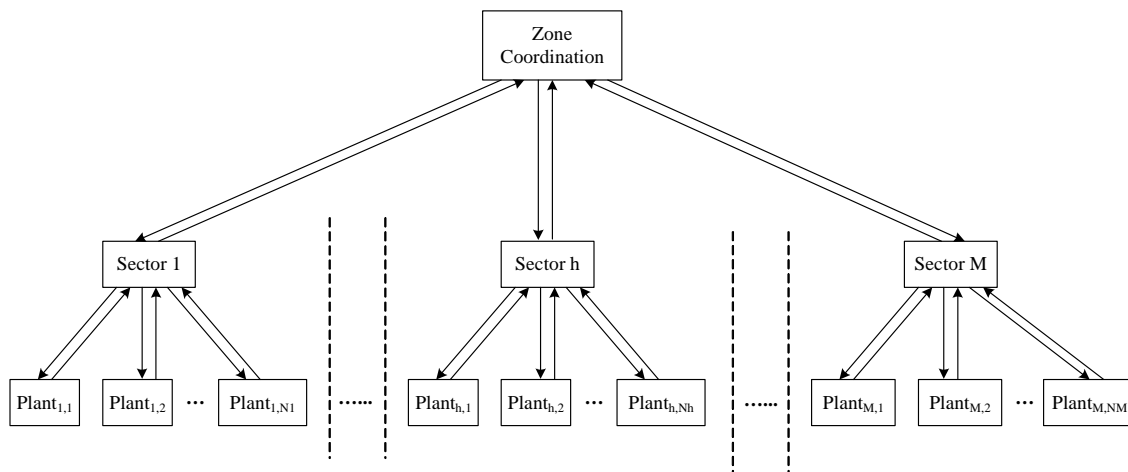 Zone
Coordination
Sector 1
Sector h
Sector M
Plant1,1
Plant1,2
...
Plant1,N1
......
Planth,1
Planth,2
...
Planth,Nh
......
PlantM,1
PlantM,2
...
PlantM,NM